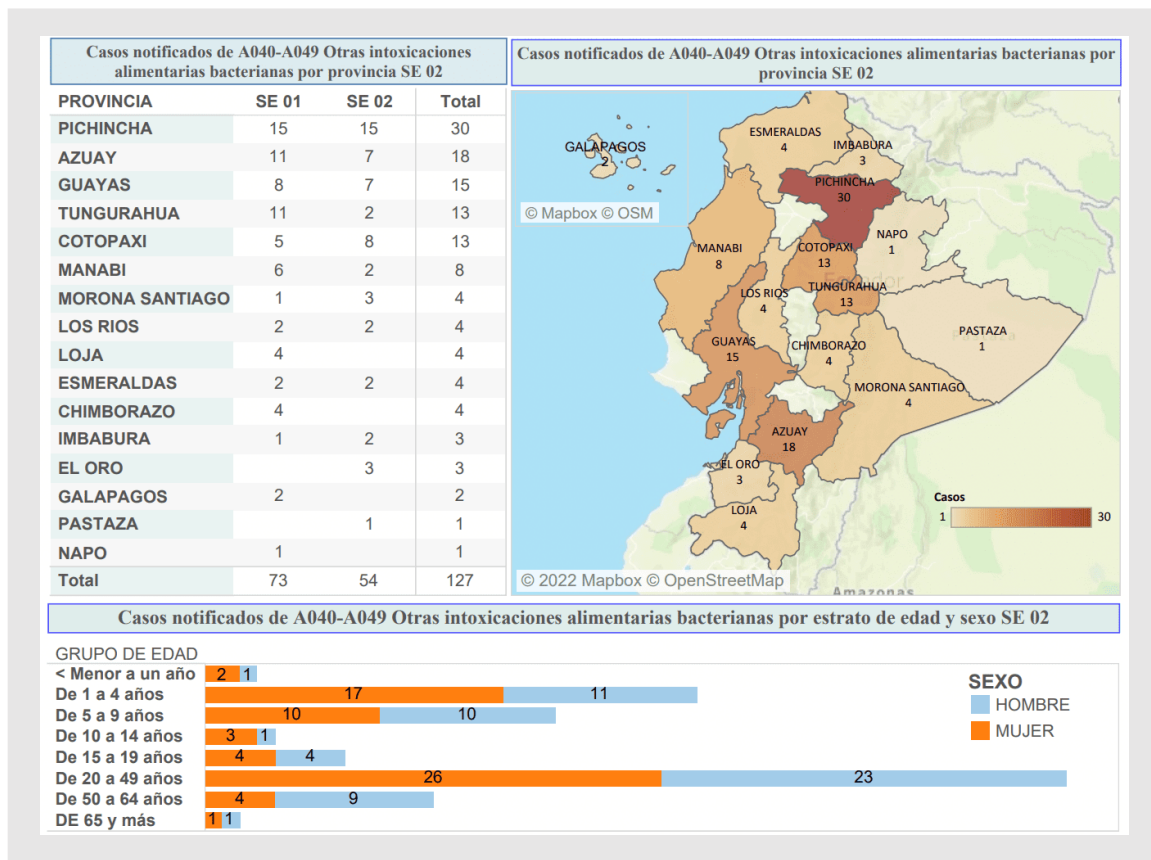 Casos notificados de A040-A049 Otras intoxicaciones
alimentarias bacterianas por provincia SE 02
PROVINCIA SE 01 SE 02 Total
PICHINCHA 15 15 30
AZUAY 11 7 18
GUAYAS 8 7 15
TUNGURAHUA 11 2 13
COTOPAXI 5 8 13
MANABI 6 2 8
MORONA SANTIAGO 1 3 4
LOS RIOS 2 2 4
LOJA 4 4
ESMERALDAS 2 2 4
CHIMBORAZO 4 4
IMBABURA 1 2 3
EL ORO 3 3
GALAPAGOS 2 2
PASTAZA 1 1
NAPO 1 1
Total 73 54 127
Casos notificados de A040-A049 Otras intoxicaciones alimentarias bacterianas por
provincia SE 02
ESMERALDAS
4
GALAPAGOS
2
IMBABURA
3
PICHINCHA
30
© Mapbox © OSM
NAPO
1
MANABI
8
COTOPAXI
13
Ecuador
TUNGURAHUA
13
LOS RIOS
4
PASTAZA
1
Pastaza
GUAYAS
15
CHIMBORAZO
4
MORONA SANTIAGO
4
AZUAY
18
EL ORO
3
LOJA
4
Casos
1 30
© 2022 Mapbox © OpenStreetMap
Amazonas
Casos notificados de A040-A049 Otras intoxicaciones alimentarias bacterianas por estrato de edad y sexo SE 02
GRUPO DE EDAD
< Menor a un año 2 1
De 1 a 4 años 17 11
De 5 a 9 años 10 10
De 10 a 14 años 3 1
De 15 a 19 años 4 4
De 20 a 49 años 26 23
De 50 a 64 años 4 9
DE 65 y más 1 1
SEXO
HOMBRE
MUJER